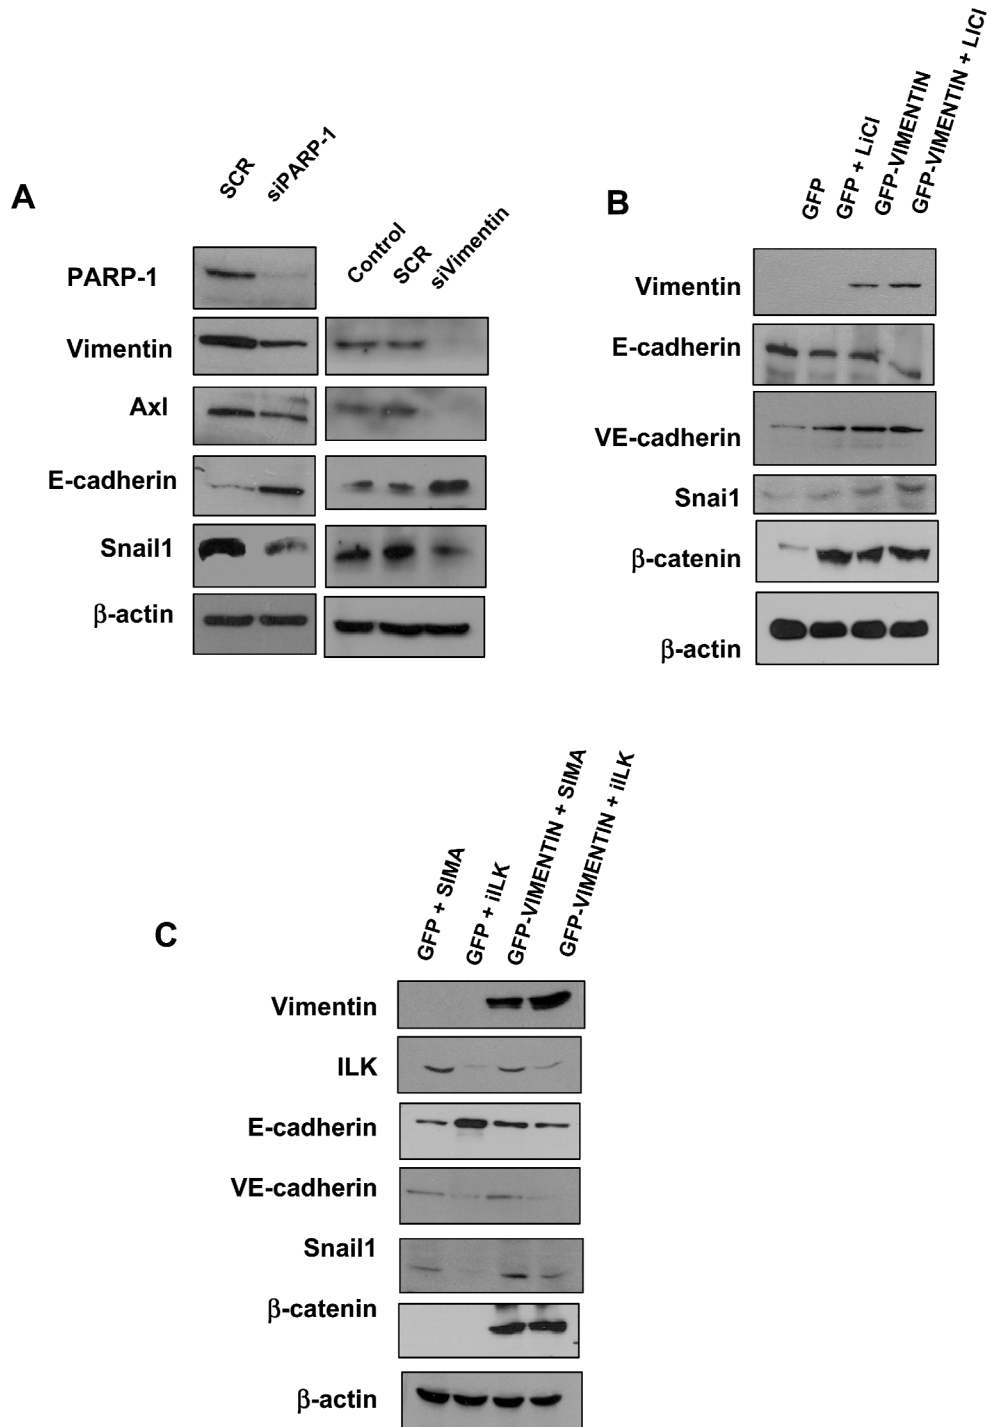 A
SCR
siPARP-1
Control
SCR
siVimentin
PARP-1
Vimentin
Axl
E-cadherin
Snail1
β-actin
B
GFP
GFP + LiCl
GFP-VIMENTIN
GFP-VIMENTIN + LICl
Vimentin
E-cadherin
VE-cadherin
Snai1
β-catenin
β-actin
C
GFP + SIMA
GFP + iILK
GFP-VIMENTIN + SIMA
GFP-VIMENTIN + iILK
Vimentin
ILK
E-cadherin
VE-cadherin
Snail1
β-catenin
β-actin